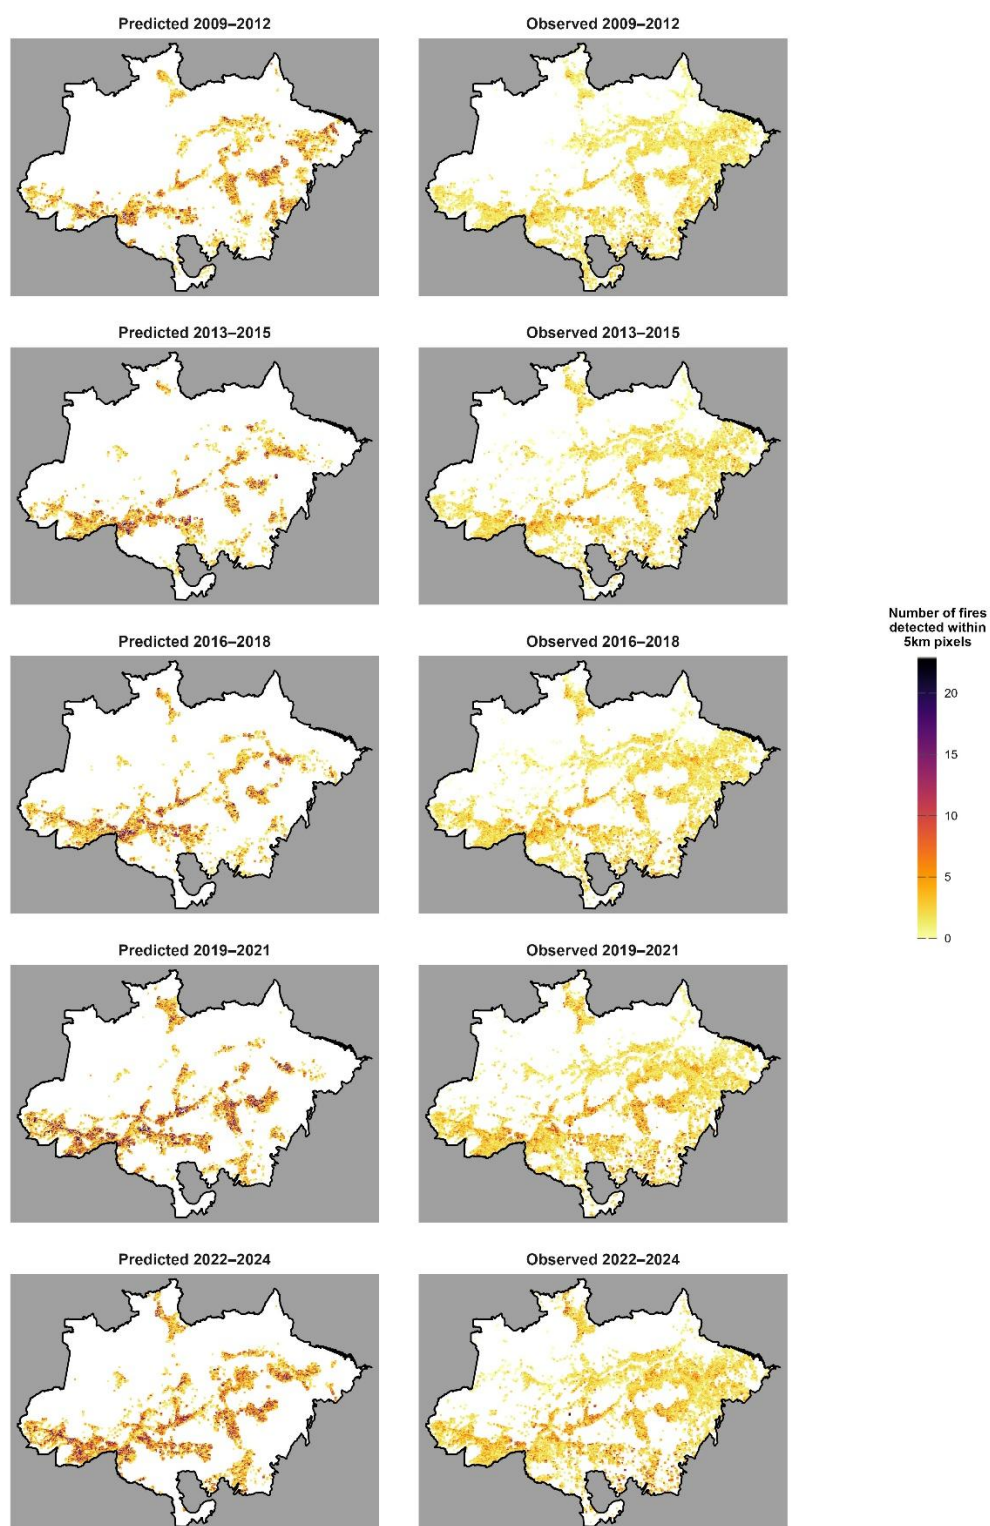 Predicted 2009–2012
Observed 2009–2012
Predicted 2013–2015
Observed 2013–2015
Predicted 2016–2018
Observed 2016–2018
Number of fires
detected within
5km pixels
20
15
10
5
0
Predicted 2019–2021
Observed 2019–2021
Predicted 2022–2024
Observed 2022–2024